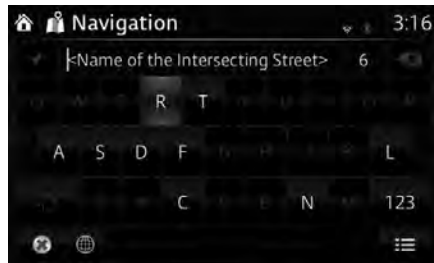 Navigation 3:16
<Name of the Intersecting Street> 6
R T
A S D F L
C N 123